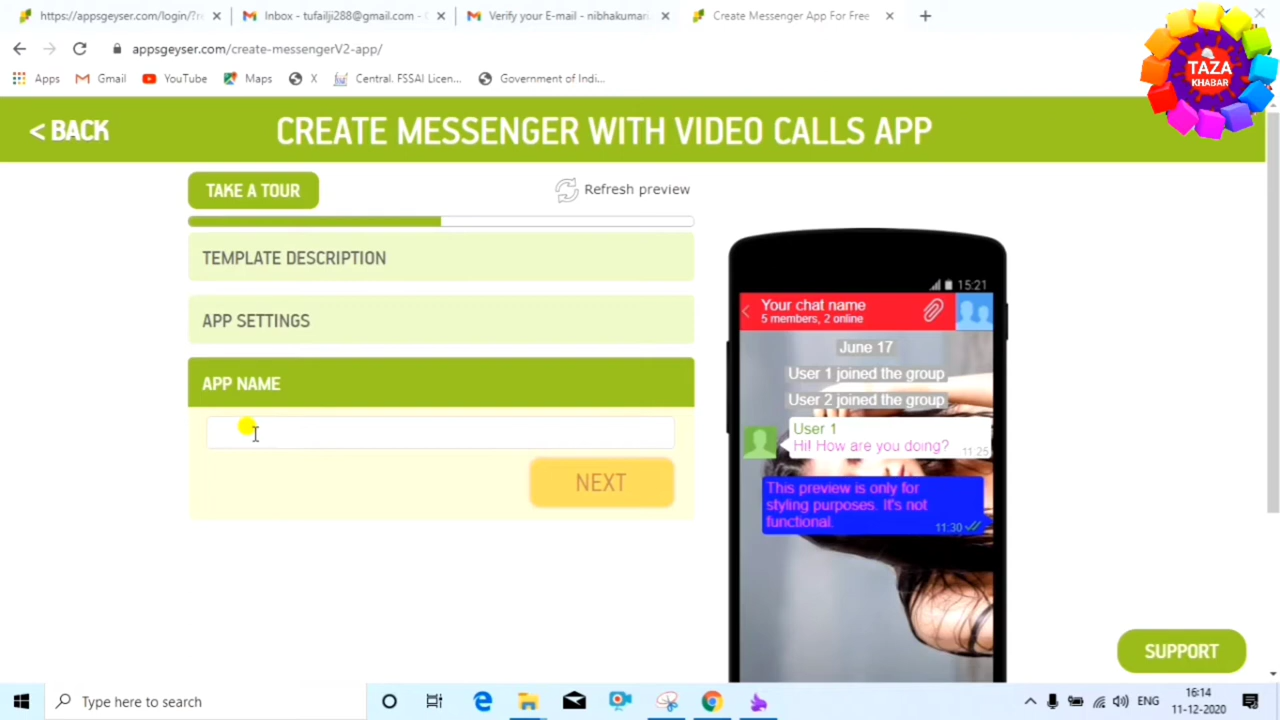 https://appsgeyser.com/login/?re
Inbox - tufailji288@gmail.com - G
Verify your E-mail - nibhakumari
Create Messenger App For Free
appsgeyser.com/create-messengerV2-app/
Apps
Gmail
YouTube
Maps
X
Central. FSSAI Licen...
Government of Indi...
TAZA
KHABAR
< BACK
CREATE MESSENGER WITH VIDEO CALLS APP
TAKE A TOUR
Refresh preview
TEMPLATE DESCRIPTION
APP SETTINGS
APP NAME
NEXT
15:21
Your chat name
5 members, 2 online
June 17
User 1 joined the group
User 2 joined the group
User 1
Hi! How are you doing?
11:25
This preview is only for
styling purposes. It's not
functional.
11:30
SUPPORT
Type here to search
ENG
16:14
11-12-2020